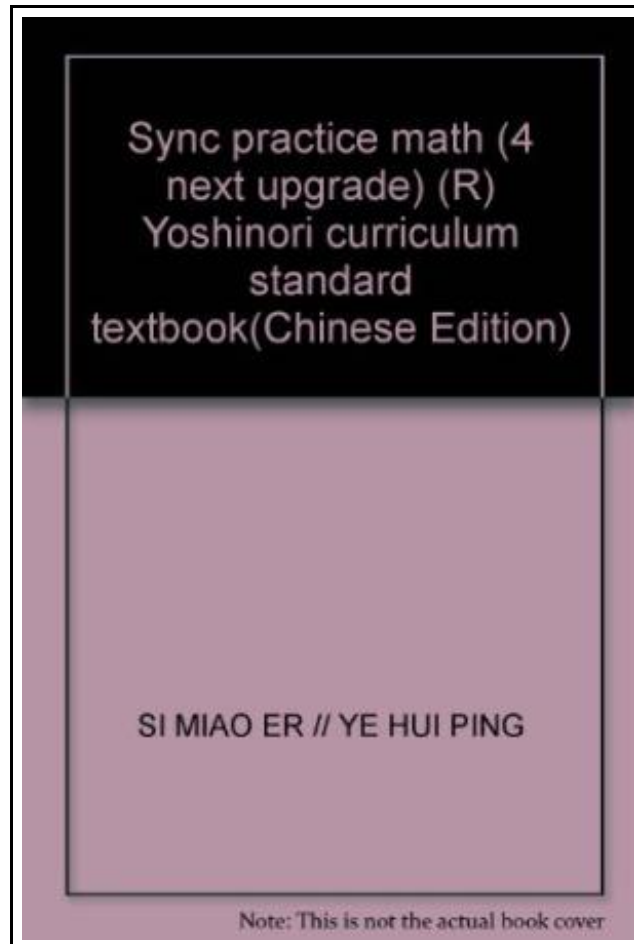 Sync practice math (4
next upgrade) (R)
Yoshinori curriculum
standard
textbook(Chinese Edition)
SI MIAO ER // YE HUI PING
Note: This is not the actual book cover